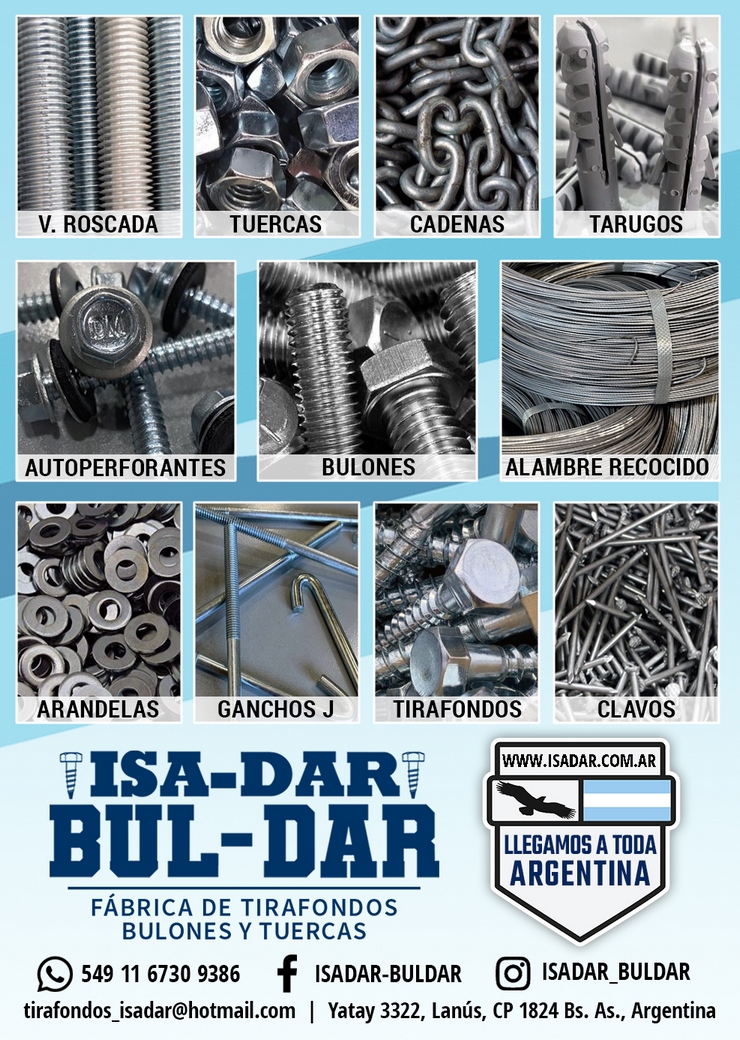 V. ROSCADA
TUERCAS
CADENAS
TARUGOS
DM
AUTOPERFORANTES
BULONES
ALAMBRE RECOCIDO
ARANDELAS
GANCHOS J
TIRAFONDOS
CLAVOS
ISA-DAR
BUL-DAR
FÁBRICA DE TIRAFONDOS
BULONES Y TUERCAS
WWW.ISADAR.COM.AR
LLEGAMOS A TODA
ARGENTINA
549 11 6730 9386
ISADAR-BULDAR
ISADAR_BULDAR
tirafondos_isadar@hotmail.com | Yatay 3322, Lanús, CP 1824 Bs. As., Argentina